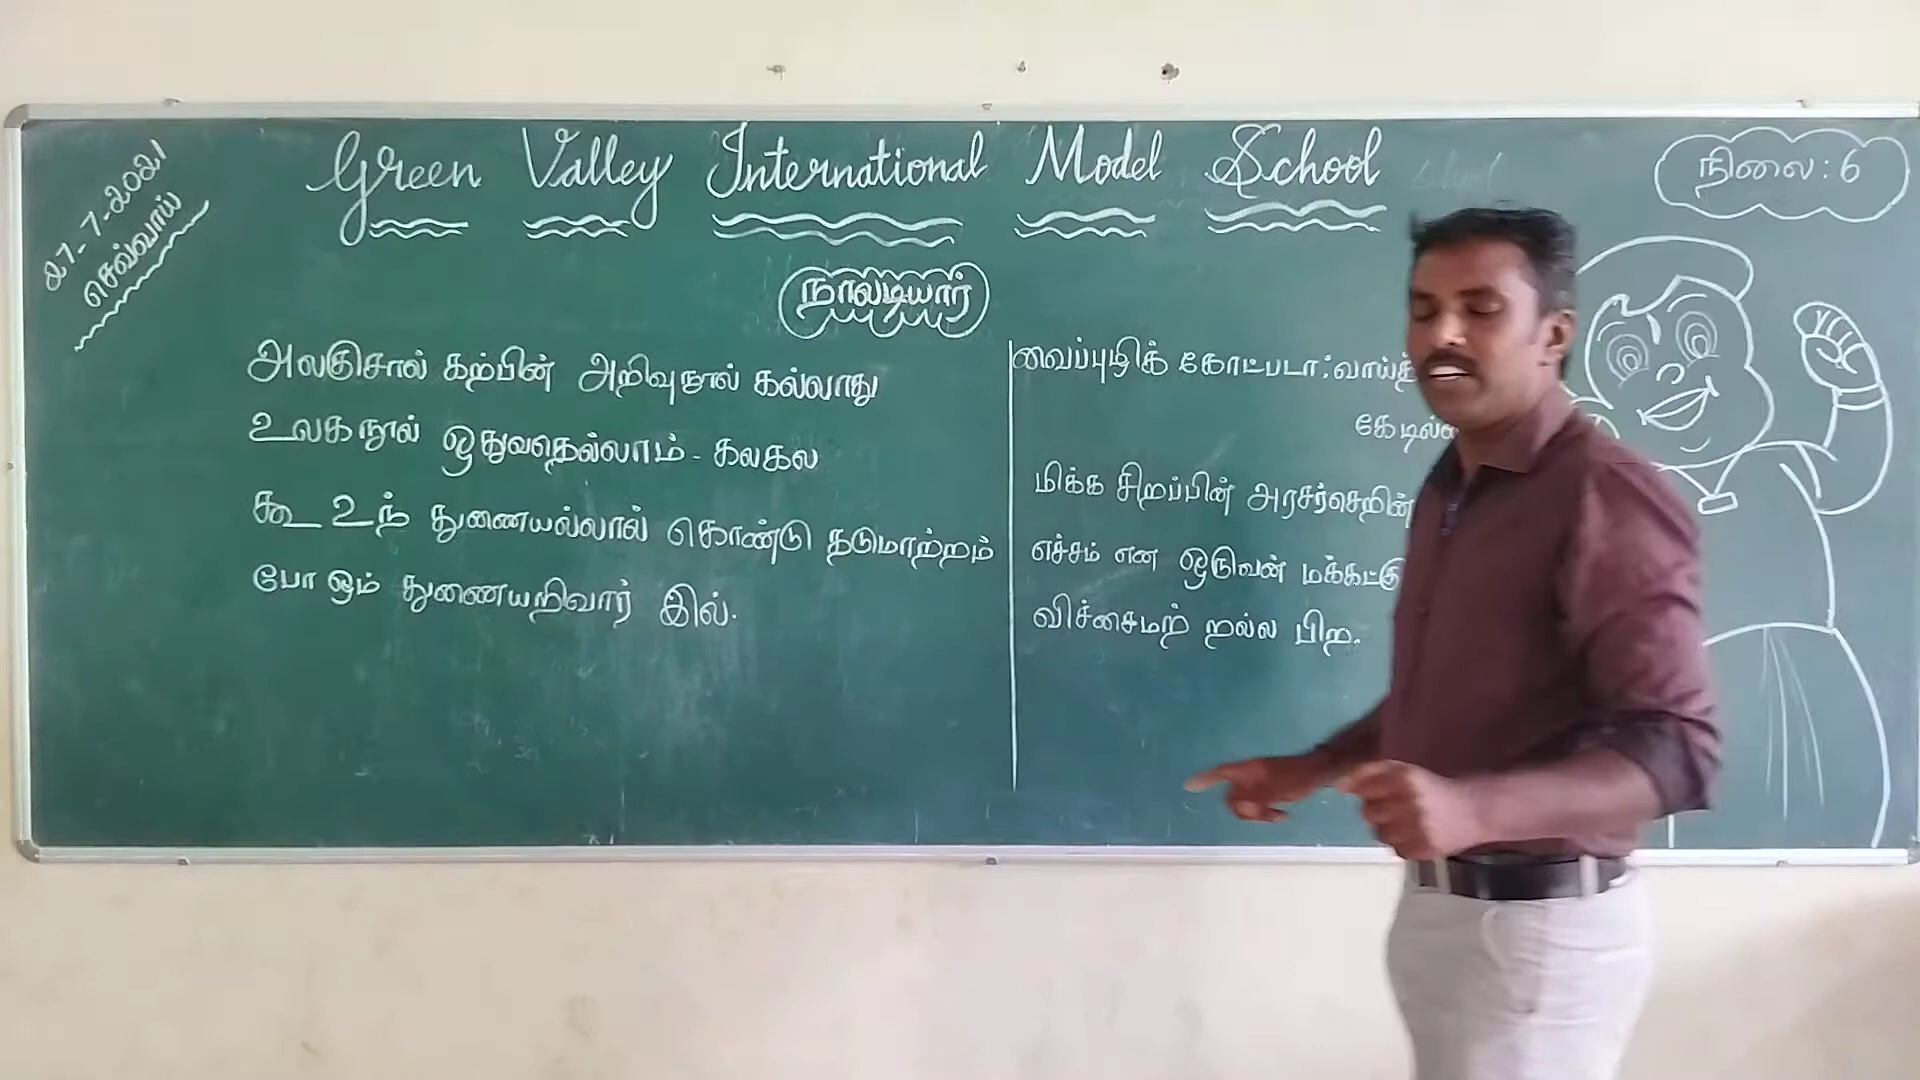 27-7-2021
செவ்வாய்
Green Valley International Model School
நிலை: 6
நாலடியார்
அலகுசால் கற்பின் அறிவுநூல் கல்லாது
உலகநூல் ஓதுவதெல்லாம் - கலகல
கூ உந் துணையல்லால் கொண்டு தடுமாற்றம்
போ ஒம் துணையறிவார் இல்.
வைப்புழிக் கோட்படா; வாய்த்
கேடில்
மிக்க சிறப்பின் அரசர்செறின்
எச்சம் என ஒருவன் மக்கட்கு
விச்சைமற் றல்ல பிற.